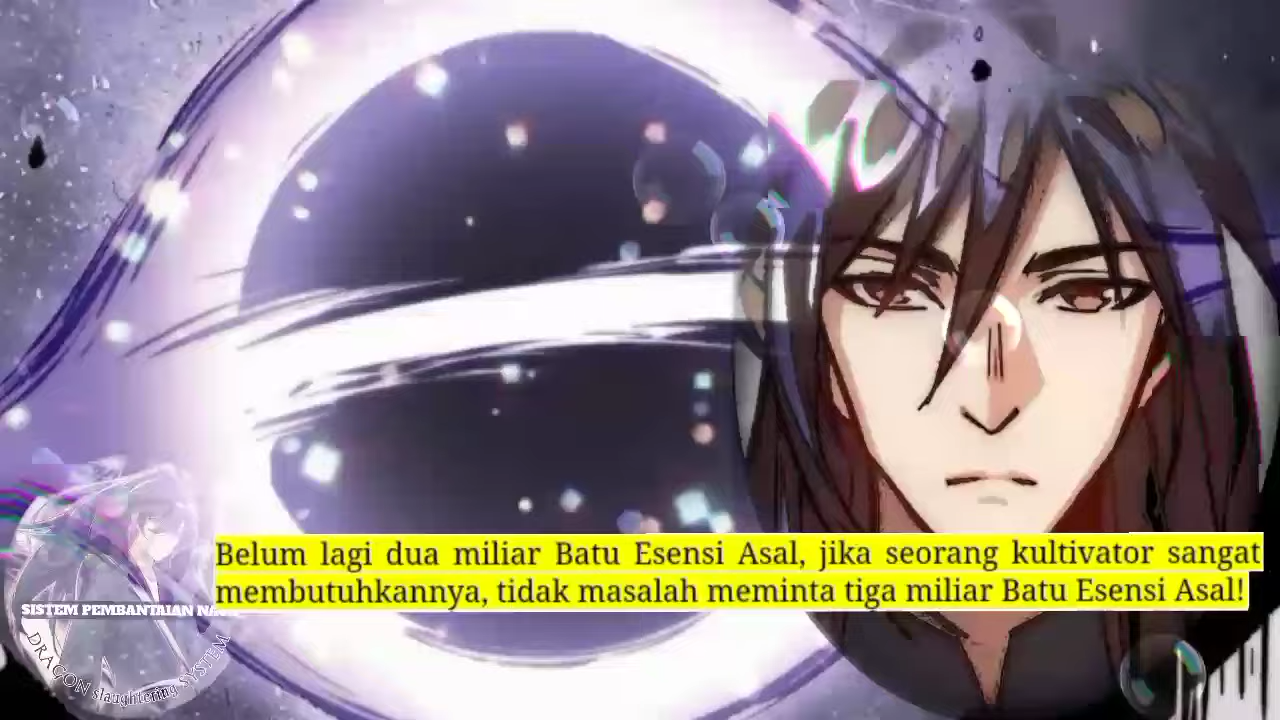 Belum lagi dua miliar Batu Esensi Asal, jika seorang kultivator sangat
membutuhkannya, tidak masalah meminta tiga miliar Batu Esensi Asal!
SISTEM PEMBANTAIAN
DRAGON slaughtering SYSTEM